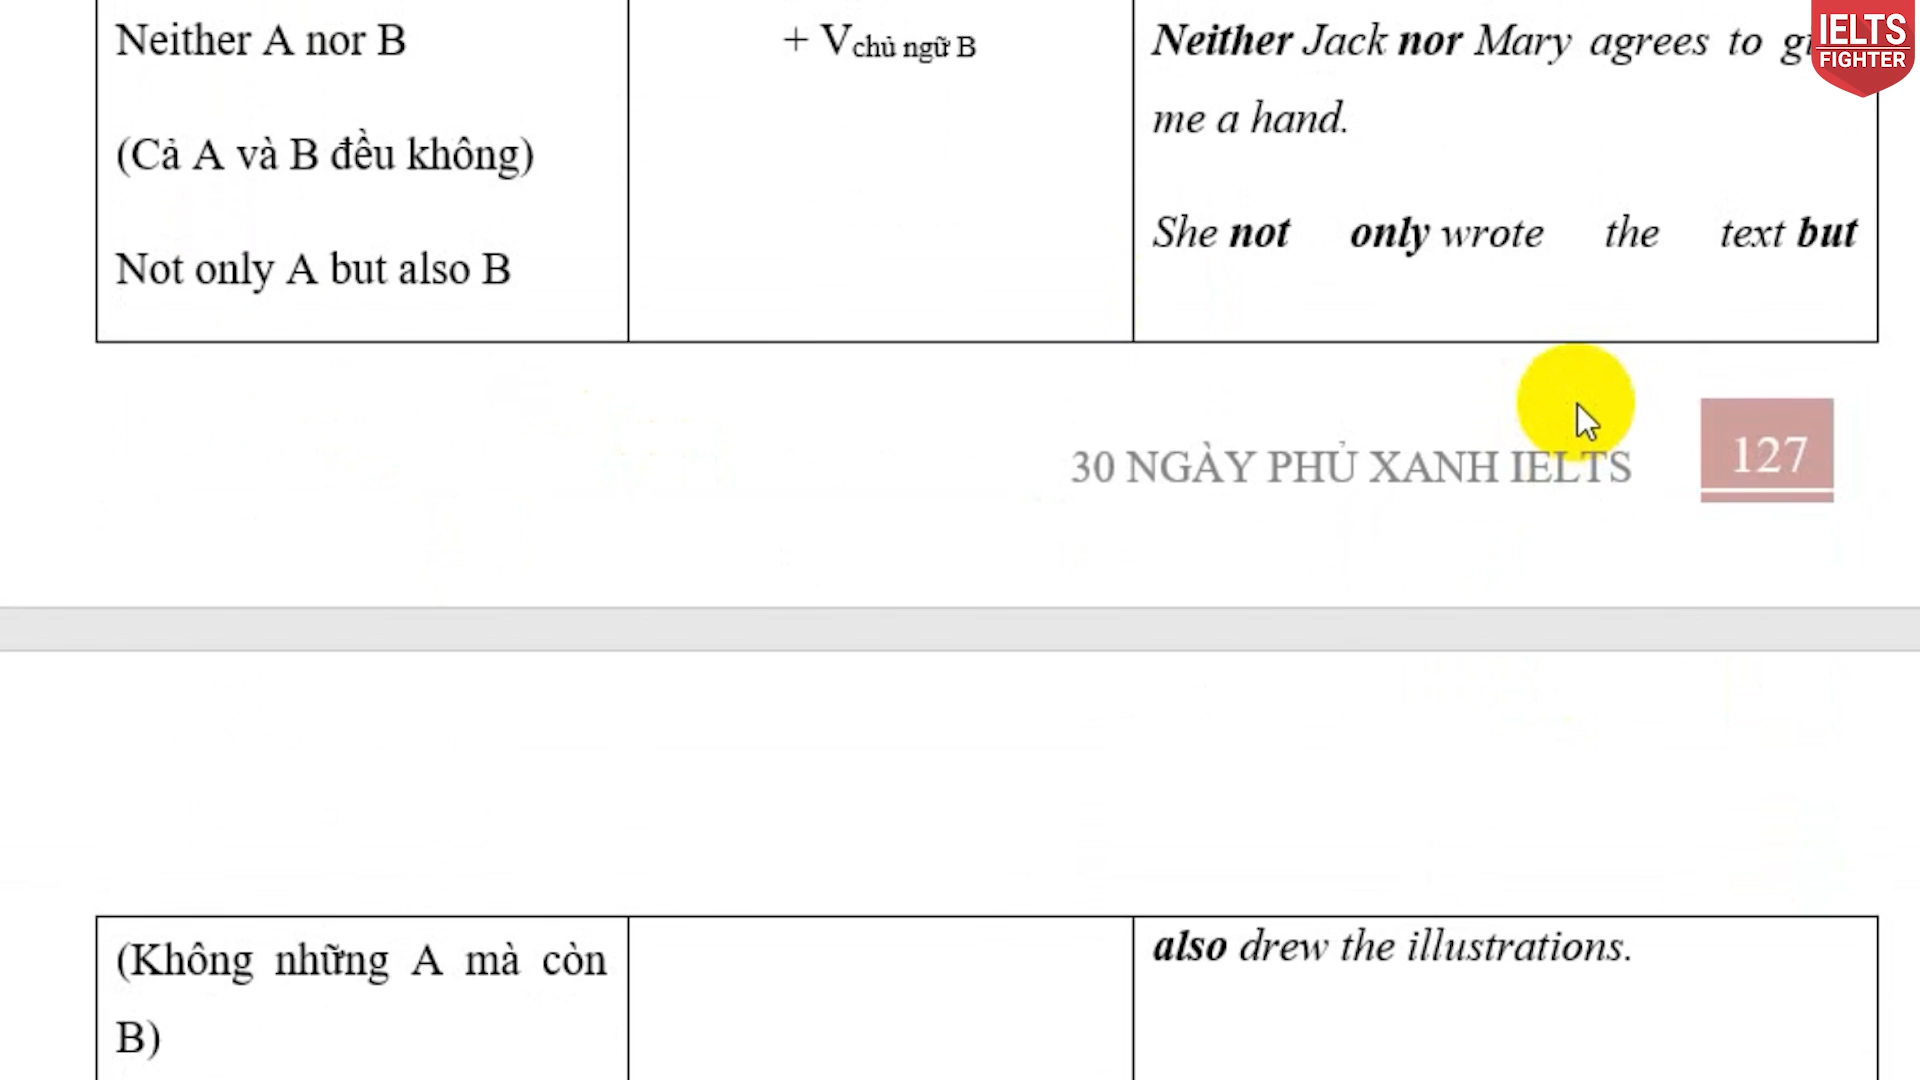 Neither A nor B
(Cả A và B đều không)
Not only A but also B
+ Vchủ ngữ B
Neither Jack nor Mary agrees to
me a hand.
She not only wrote the text but
IELTS
FIGHTER
30 NGÀY PHỦ XANH IELTS
127
(Không những A mà còn
B)
also drew the illustrations.